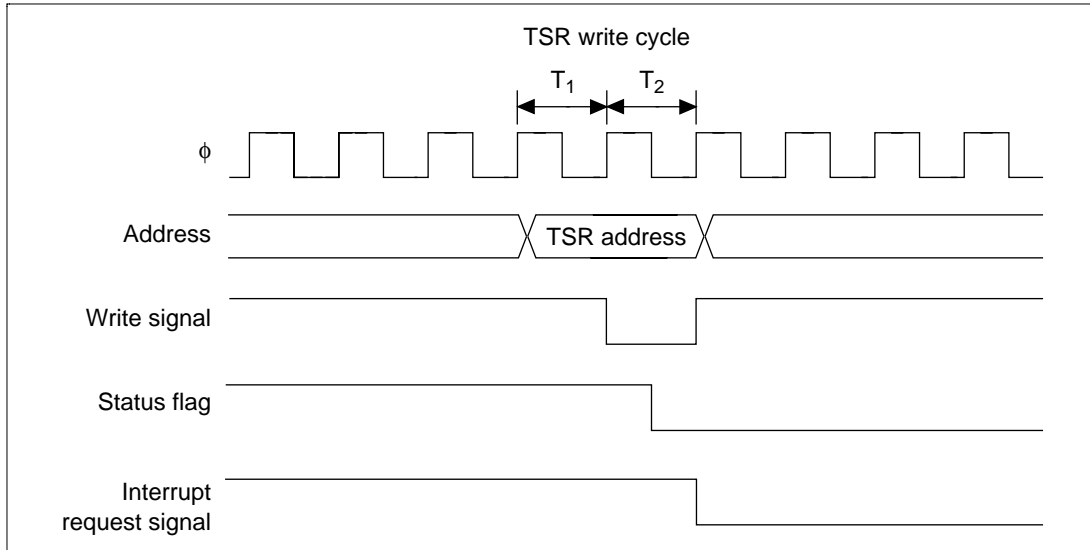 TSR write cycle
T1 T2
ϕ
Address
TSR address
Write signal
Status flag
Interrupt
request signal